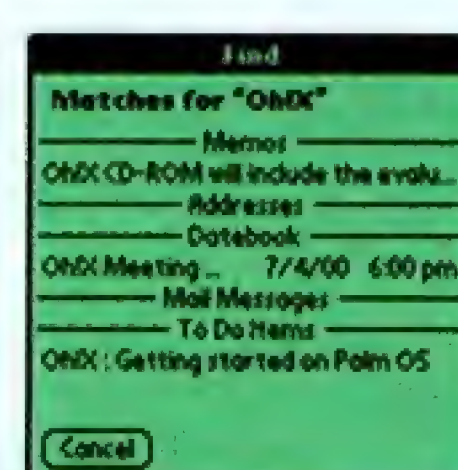 Find
Matches for "OhIX"
Memos
OhIX CD-ROM will include the evalu...
Addresses
Datebook
OhIX Meeting ... 7/4/00 6:00 pm
Mail Messages
To Do Items
OhIX : Getting started on Palm OS
Cancel